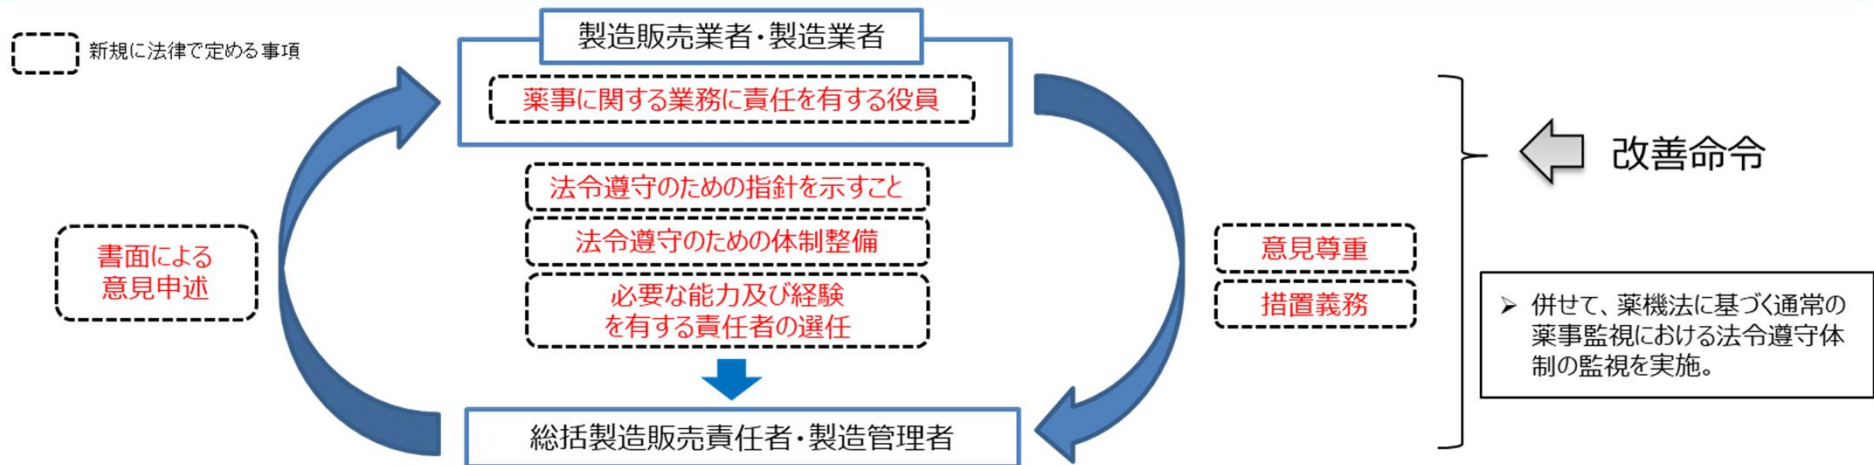 新規に法律で定める事項
製造販売業者・製造業者
薬事に関する業務に責任を有する役員
法令遵守のための指針を示すこと
法令遵守のための体制整備
必要な能力及び経験
を有する責任者の選任
書面による
意見申述
意見尊重
措置義務
総括製造販売責任者・製造管理者
改善命令
➢ 併せて、薬機法に基づく通常の
薬事監視における法令遵守体
制の監視を実施。